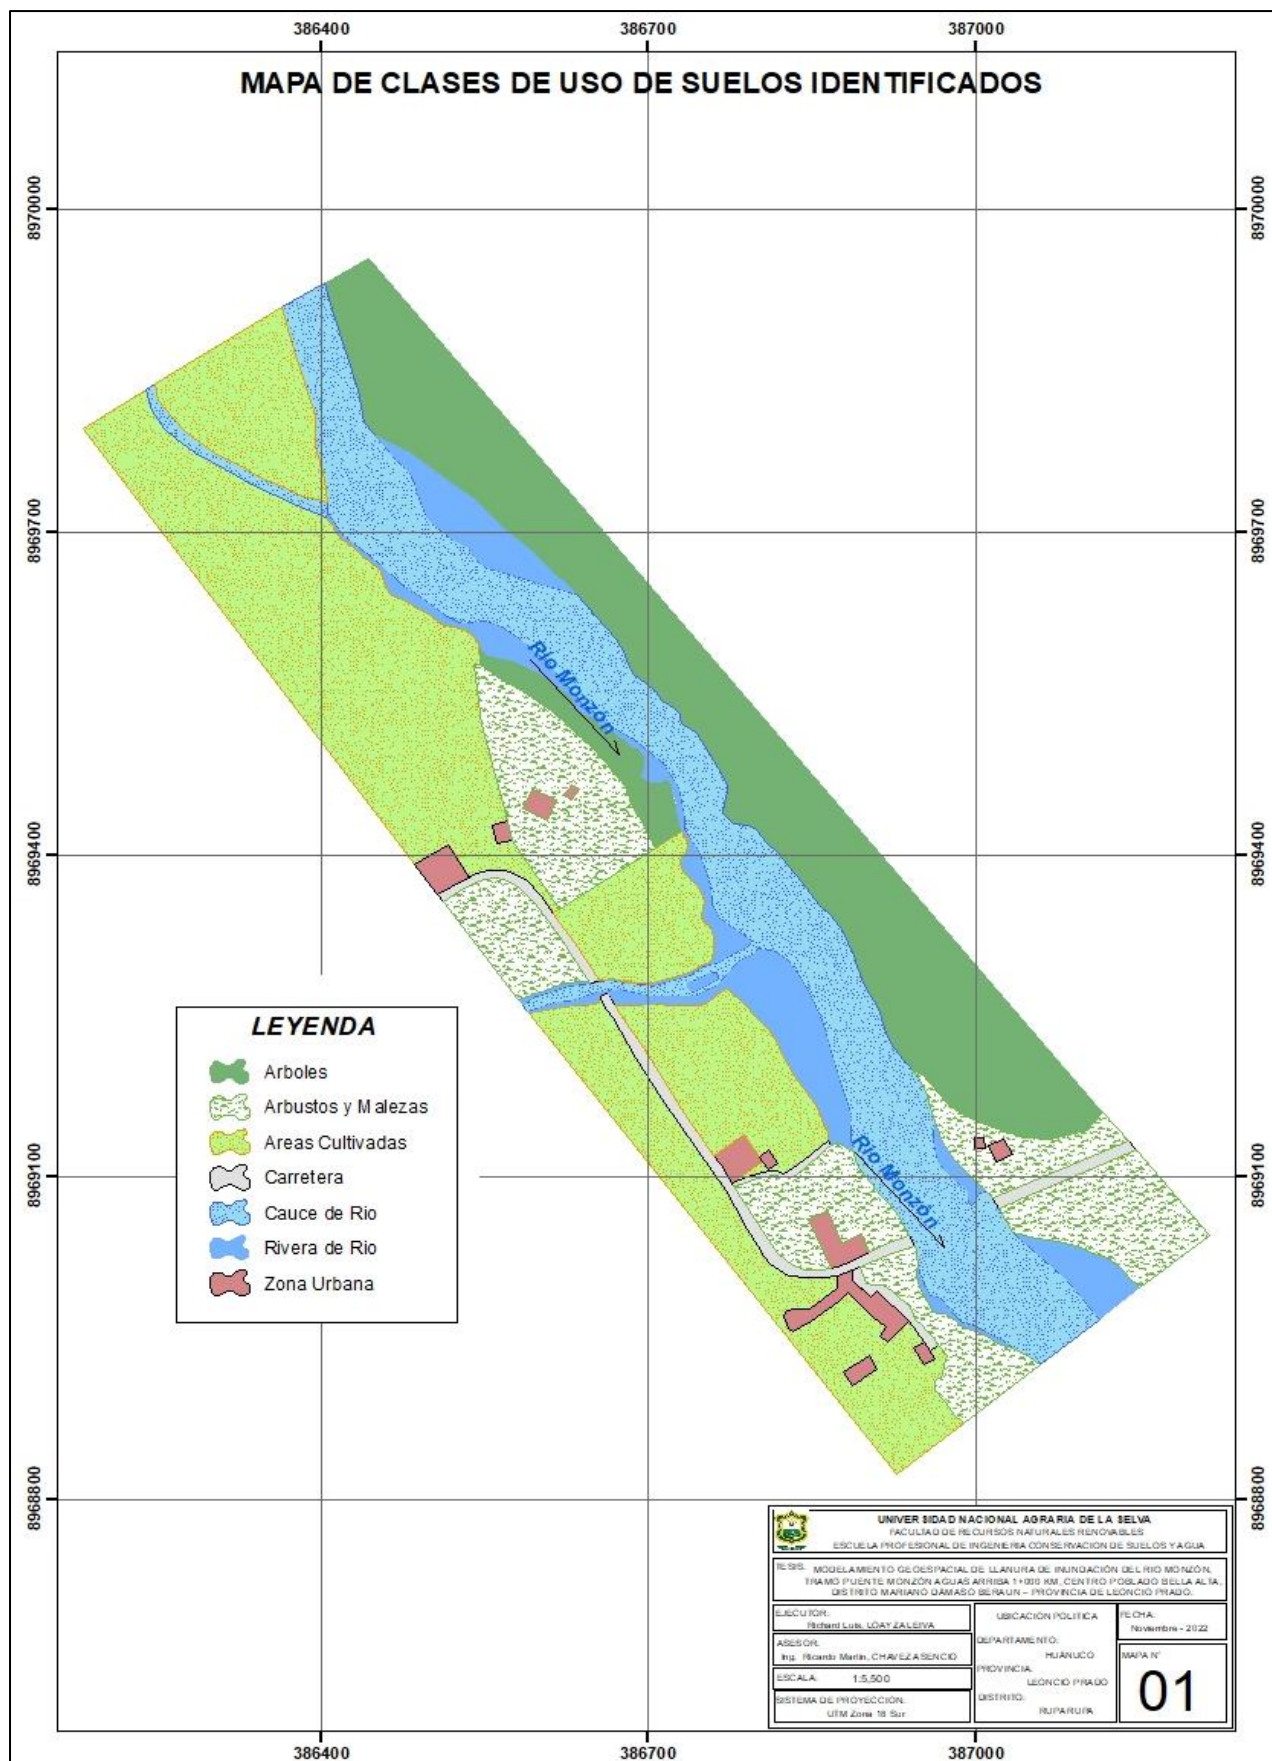 386400 386700 387000
MAPA DE CLASES DE USO DE SUELOS IDENTIFICADOS
8970000 8970000
8969700 8969700
Río Monzón
8969400 8969400
LEYENDA
Arboles
Arbustos y Malezas
Areas Cultivadas
Carretera
Cauce de Rio
Rivera de Rio
Zona Urbana
8969100 8969100
Río Monzón
8968800 8968800
UNIVERSIDAD NACIONAL AGRARIA DE LA SELVA
FACULTAD DE RECURSOS NATURALES RENOVABLES
ESCUELA PROFESIONAL DE INGENIERIA CONSERVACION DE SUELOS Y AGUA
TESIS: MODELAMIENTO GEOESPACIAL DE LLANURA DE INUNDACIÓN DEL RIO MONZÓN,
TRAMO PUENTE MONZÓN AGUAS ARRIBA 1+000 KM, CENTRO POBLADO BELLA ALTA,
DISTRITO MARIANO DÁMASO BERAUN – PROVINCIA DE LEONCIO PRADO.
EJECUTOR:
Richard Luis, LOAYZA LEIVA
ASESOR:
Ing. Ricardo Martín, CHAVEZ ASENCIO
ESCALA: 1:5,500
SISTEMA DE PROYECCIÓN:
UTM Zona 18 Sur
UBICACIÓN POLITICA
DEPARTAMENTO:
HUÁNUCO
PROVINCIA:
LEONCIO PRADO
DISTRITO:
RUPA RUPA
FECHA:
Noviembre - 2022
MAPA N°
01
386400 386700 387000